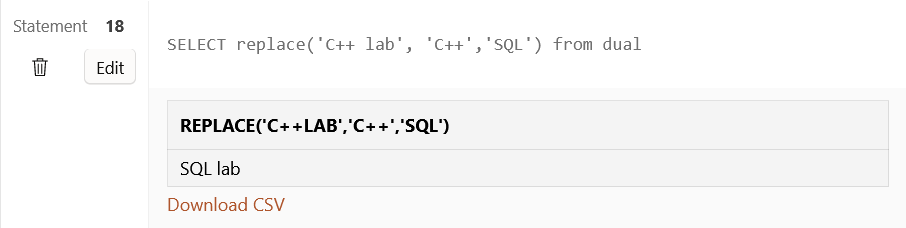 Statement 18
Edit
SELECT replace('C++ lab', 'C++','SQL') from dual
REPLACE('C++LAB','C++','SQL')
SQL lab
Download CSV